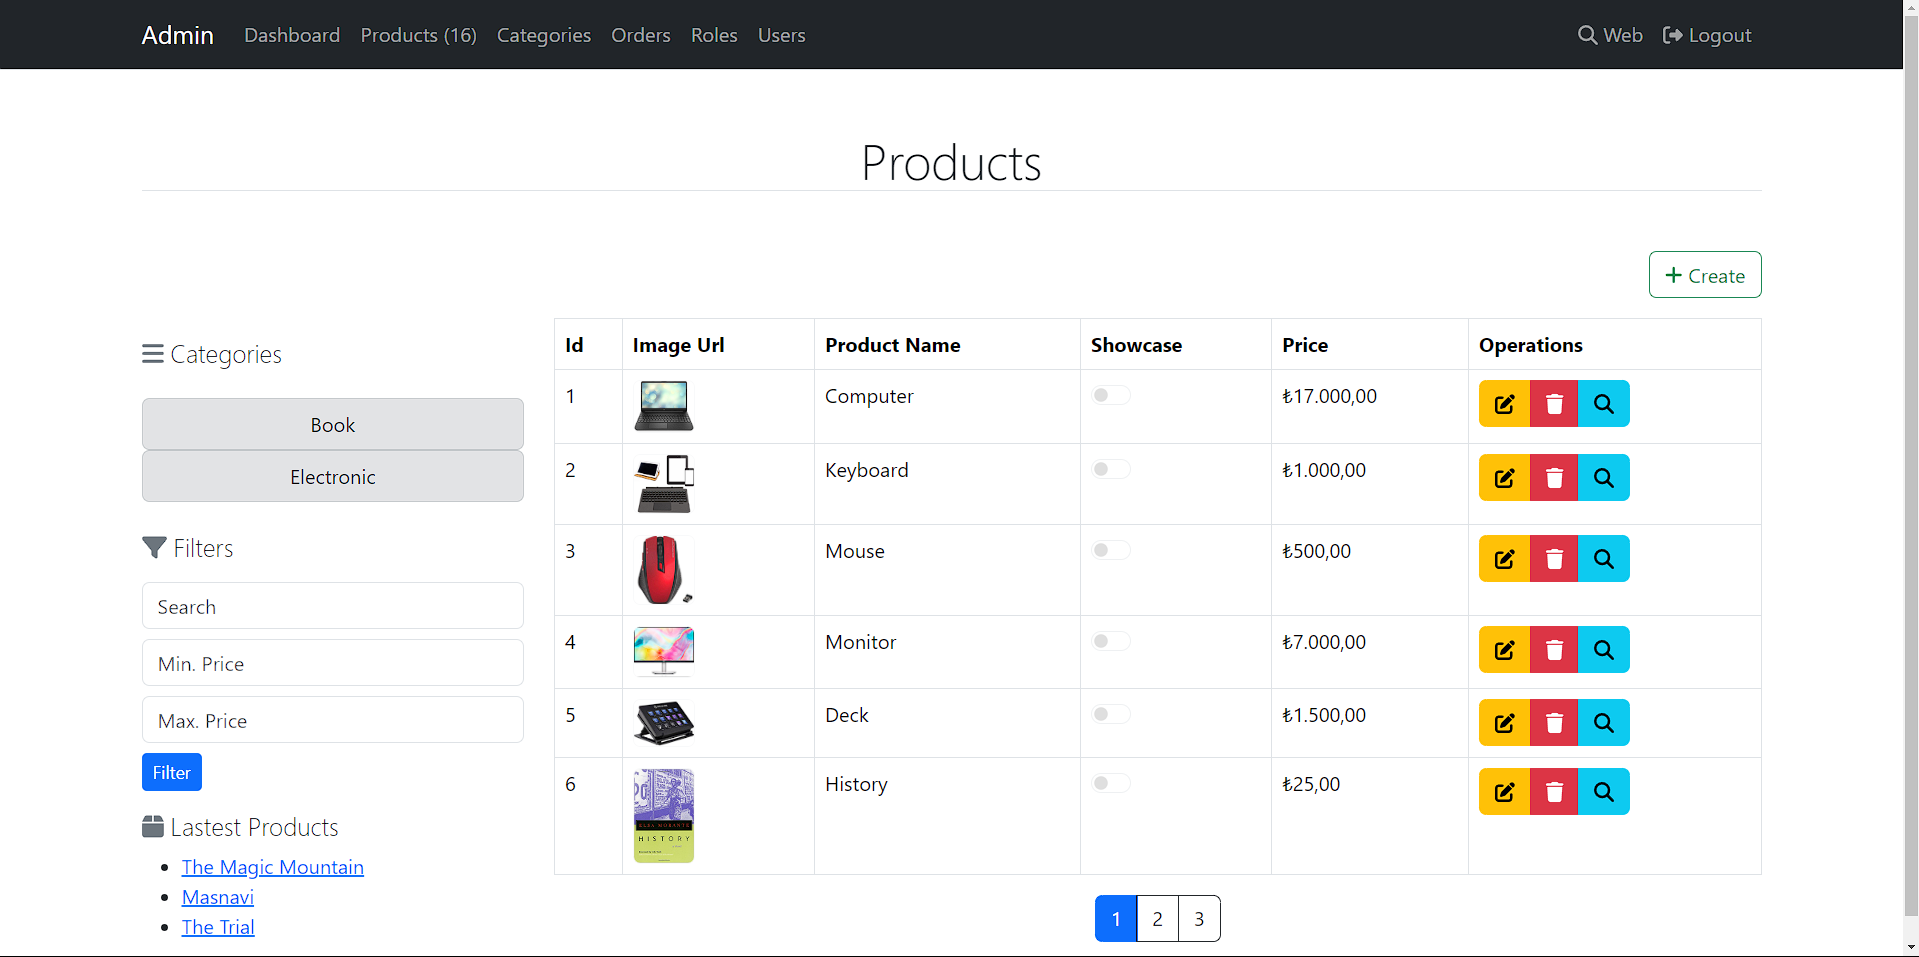 Admin Dashboard Products (16) Categories Orders Roles Users Web Logout
Products
Create
Categories
Book
Electronic
Filters
Search
Min. Price
Max. Price
Filter
Lastest Products
The Magic Mountain
Masnavi
The Trial
Id Image Url Product Name Showcase Price Operations
1 Computer ₺17.000,00
2 Keyboard ₺1.000,00
3 Mouse ₺500,00
4 Monitor ₺7.000,00
5 Deck ₺1.500,00
6 History ₺25,00
ELSA MORANTE
HISTORY
1 2 3